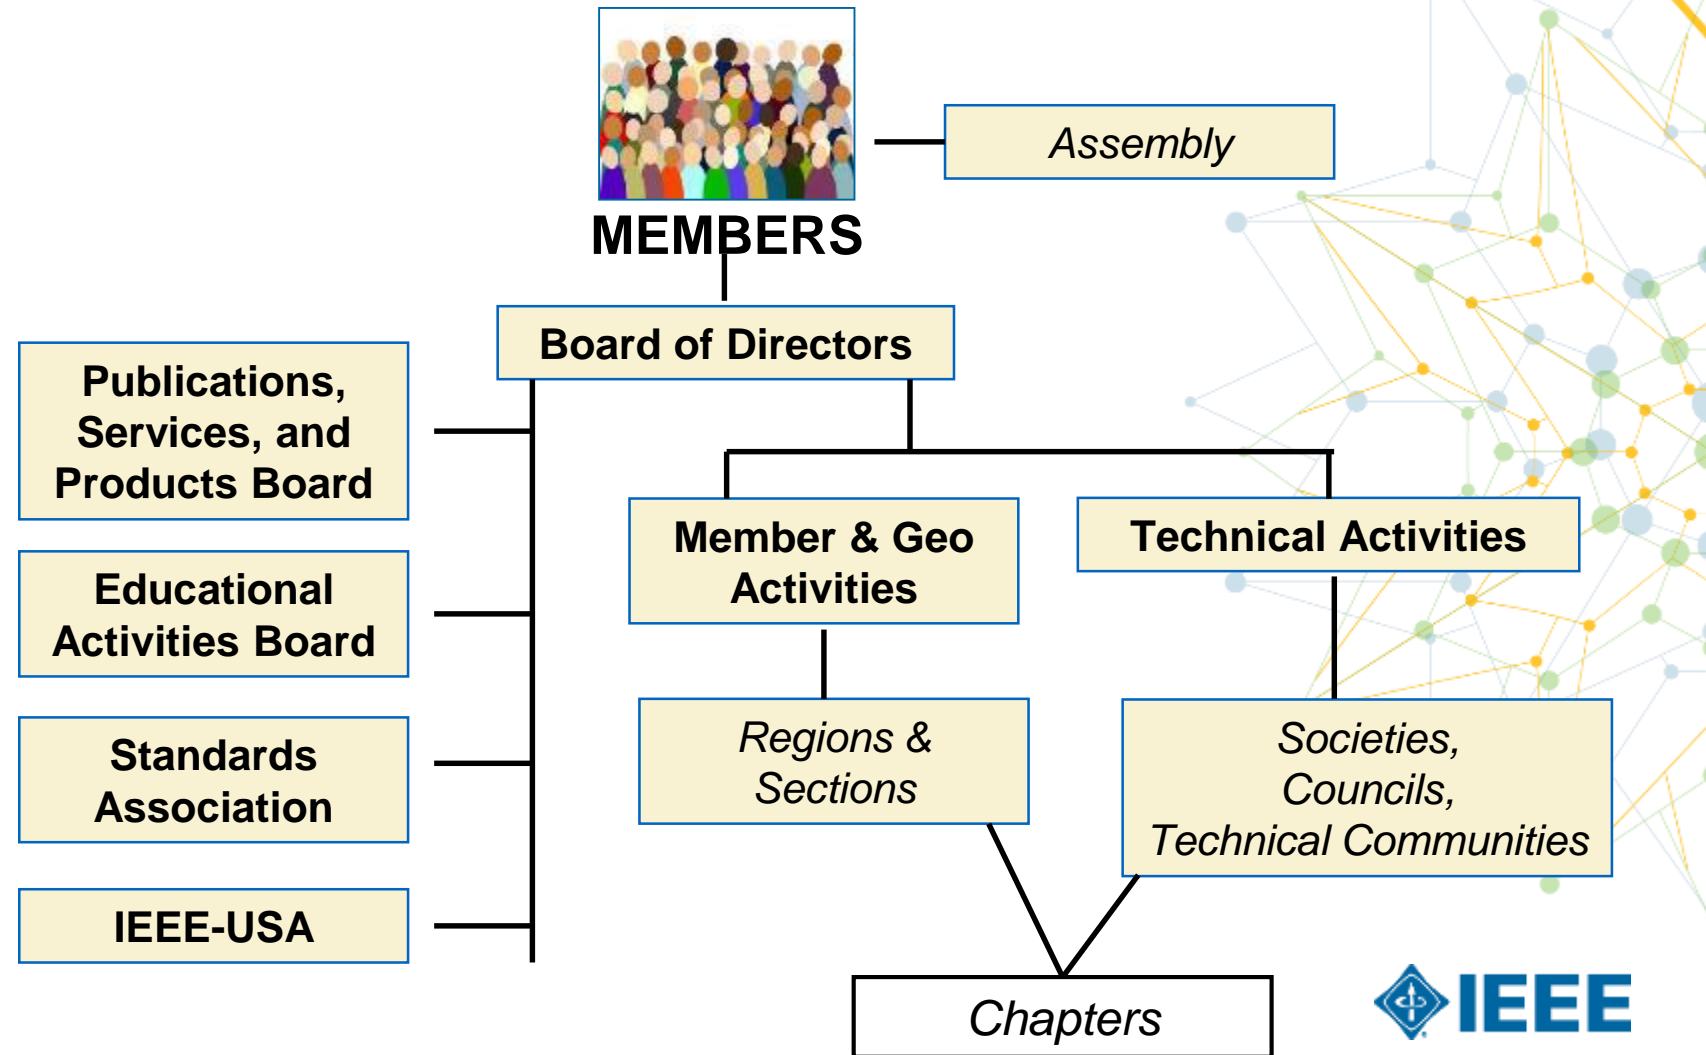 Assembly
MEMBERS
Board of Directors
Publications,
Services, and
Products Board
Educational
Activities Board
Standards
Association
IEEE-USA
Member & Geo
Activities
Technical Activities
Regions &
Sections
Societies,
Councils,
Technical Communities
Chapters
IEEE